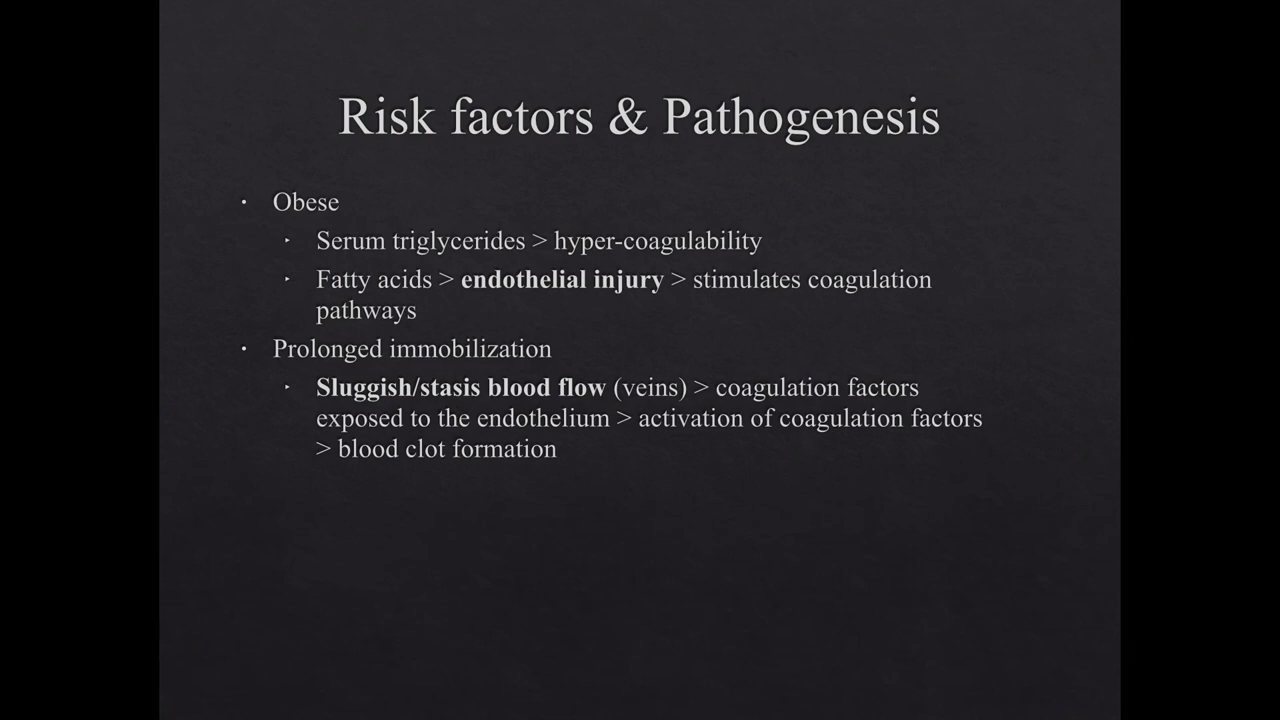 Risk factors & Pathogenesis
• Obese
‣ Serum triglycerides > hyper-coagulability
‣ Fatty acids > endothelial injury > stimulates coagulation
pathways
• Prolonged immobilization
‣ Sluggish/stasis blood flow (veins) > coagulation factors
exposed to the endothelium > activation of coagulation factors
> blood clot formation